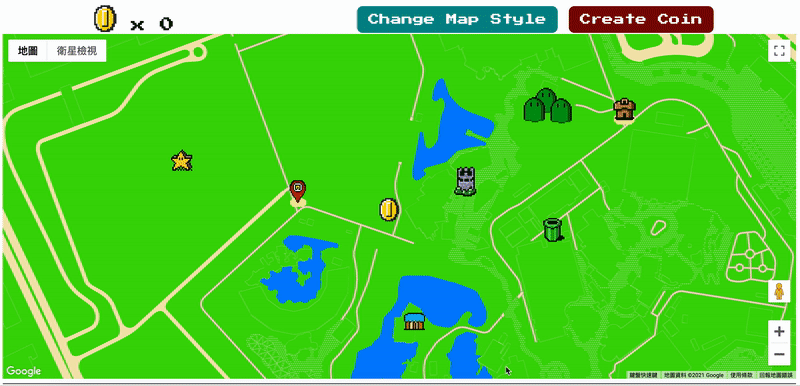 x 0
Change Map Style
Create Coin
地圖
衛星檢視
Google
鍵盤快速鍵
地圖資料 ©2021 Google
使用條款
回報地圖錯誤